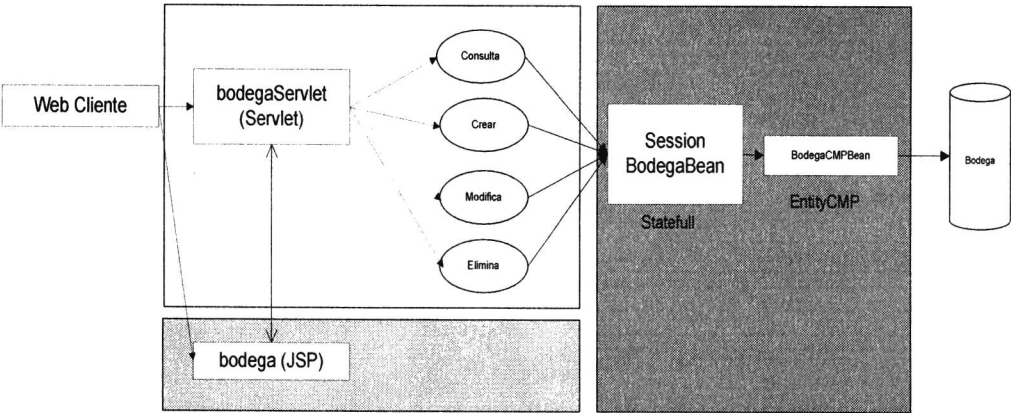 Web Cliente
bodegaServlet
(Servlet)
Consulta
Crear
Modifica
Elimina
bodega (JSP)
Session
BodegaBean
Statefull
BodegaCMPBean
EntityCMP
Bodega